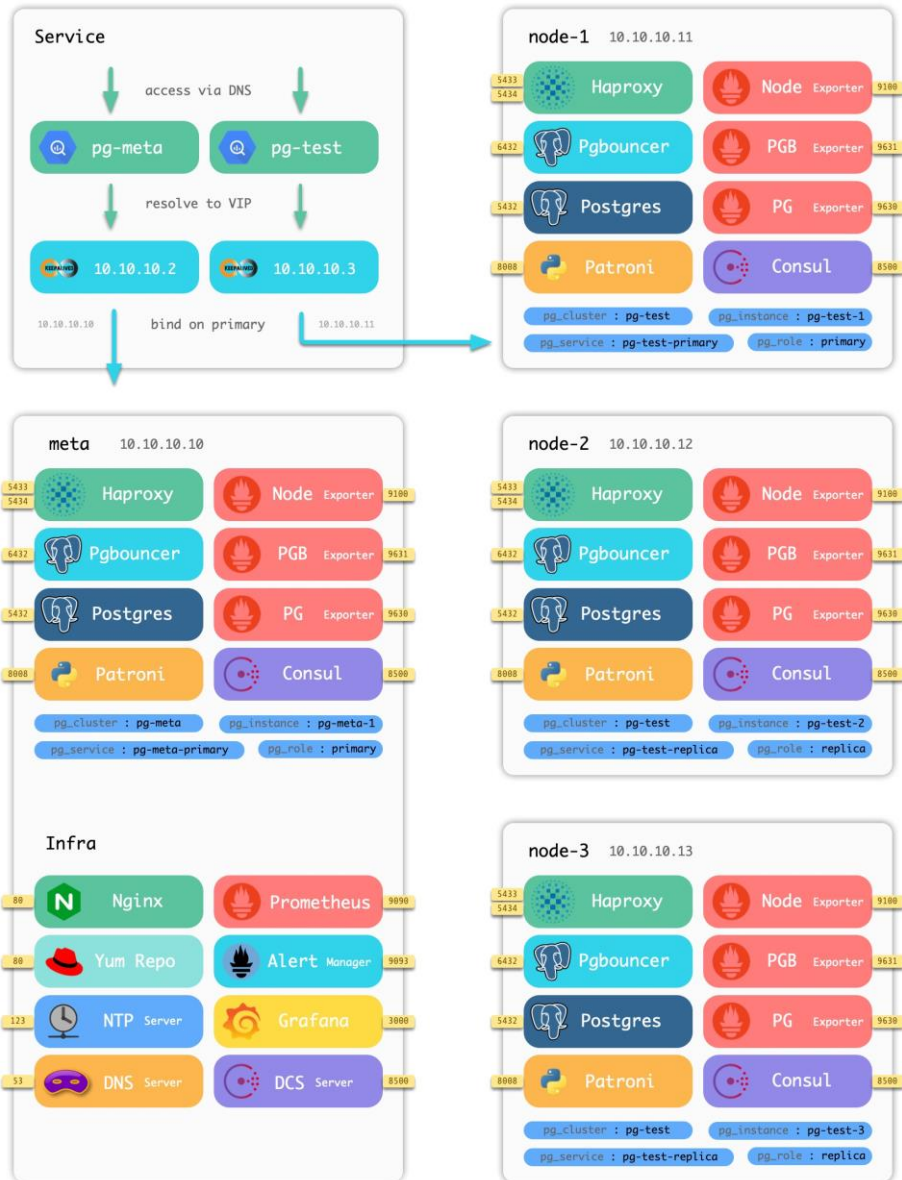 Service
access via DNS
pg-meta
pg-test
resolve to VIP
KEEPALIVED 10.10.10.2
KEEPALIVED 10.10.10.3
10.10.10.10
bind on primary
10.10.10.11
node-1 10.10.10.11
5433
5434
Haproxy
Node Exporter
9100
6432
Pgbouncer
PGB Exporter
9631
5432
Postgres
PG Exporter
9630
8008
Patroni
Consul
8500
pg_cluster : pg-test
pg_instance : pg-test-1
pg_service : pg-test-primary
pg_role : primary
meta 10.10.10.10
5433
5434
Haproxy
Node Exporter
9100
6432
Pgbouncer
PGB Exporter
9631
5432
Postgres
PG Exporter
9630
8008
Patroni
Consul
8500
pg_cluster : pg-meta
pg_instance : pg-meta-1
pg_service : pg-meta-primary
pg_role : primary
node-2 10.10.10.12
5433
5434
Haproxy
Node Exporter
9100
6432
Pgbouncer
PGB Exporter
9631
5432
Postgres
PG Exporter
9630
8008
Patroni
Consul
8500
pg_cluster : pg-test
pg_instance : pg-test-2
pg_service : pg-test-replica
pg_role : replica
Infra
80
N
Nginx
Prometheus
9090
80
Yum Repo
Alert Manager
9093
123
NTP Server
Grafana
3000
53
DNS Server
DCS Server
8500
node-3 10.10.10.13
5433
5434
Haproxy
Node Exporter
9100
6432
Pgbouncer
PGB Exporter
9631
5432
Postgres
PG Exporter
9630
8008
Patroni
Consul
8500
pg_cluster : pg-test
pg_instance : pg-test-3
pg_service : pg-test-replica
pg_role : replica